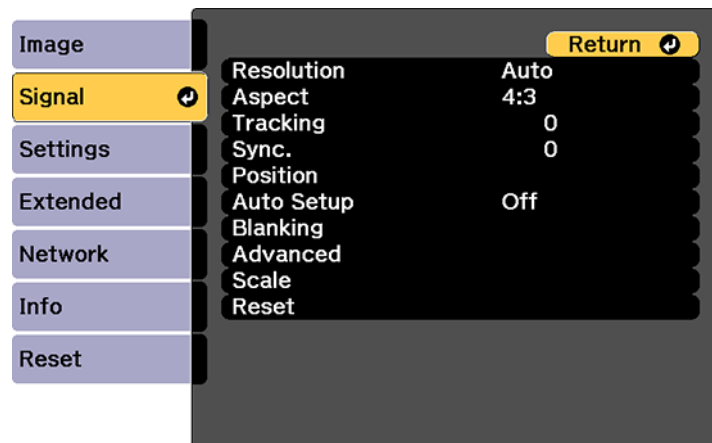 Image
Signal
Settings
Extended
Network
Info
Reset
Return
Resolution Auto
Aspect 4:3
Tracking 0
Sync. 0
Position
Auto Setup Off
Blanking
Advanced
Scale
Reset